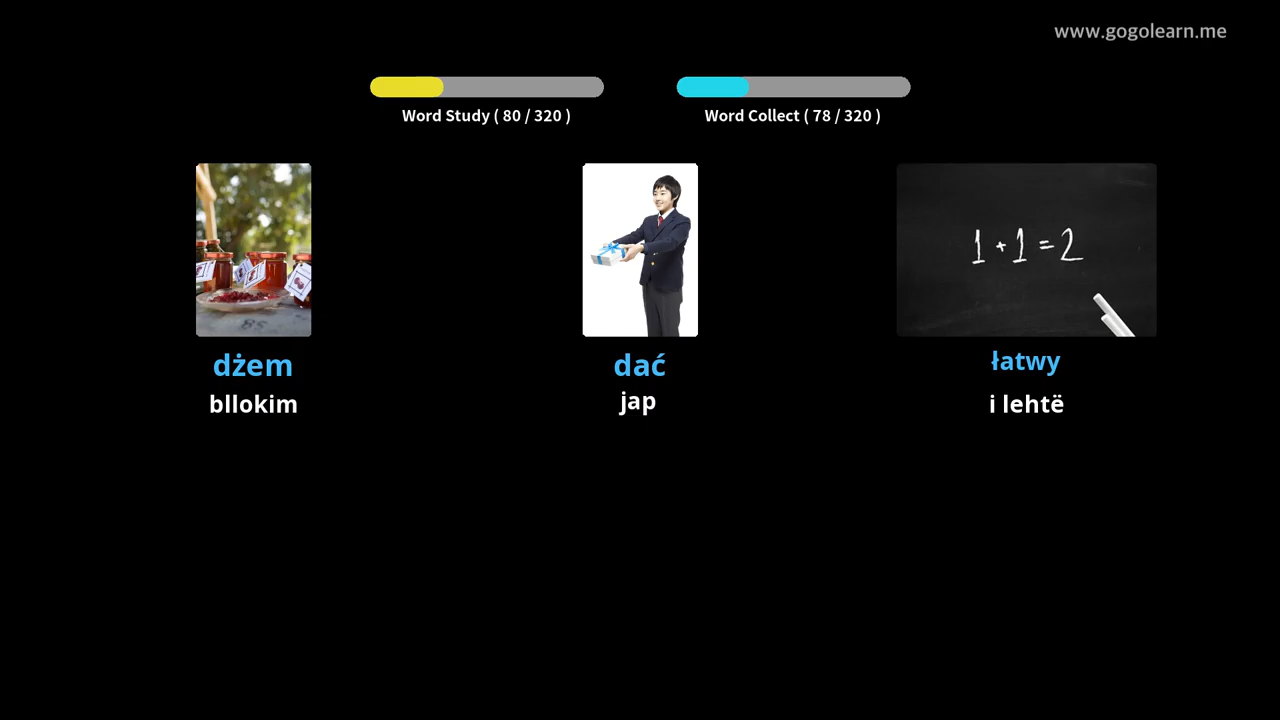 www.gogolearn.me
Word Study ( 80 / 320 )
Word Collect ( 78 / 320 )
1 + 1 = 2
dżem
dać
łatwy
bllokim
jap
i lehtë